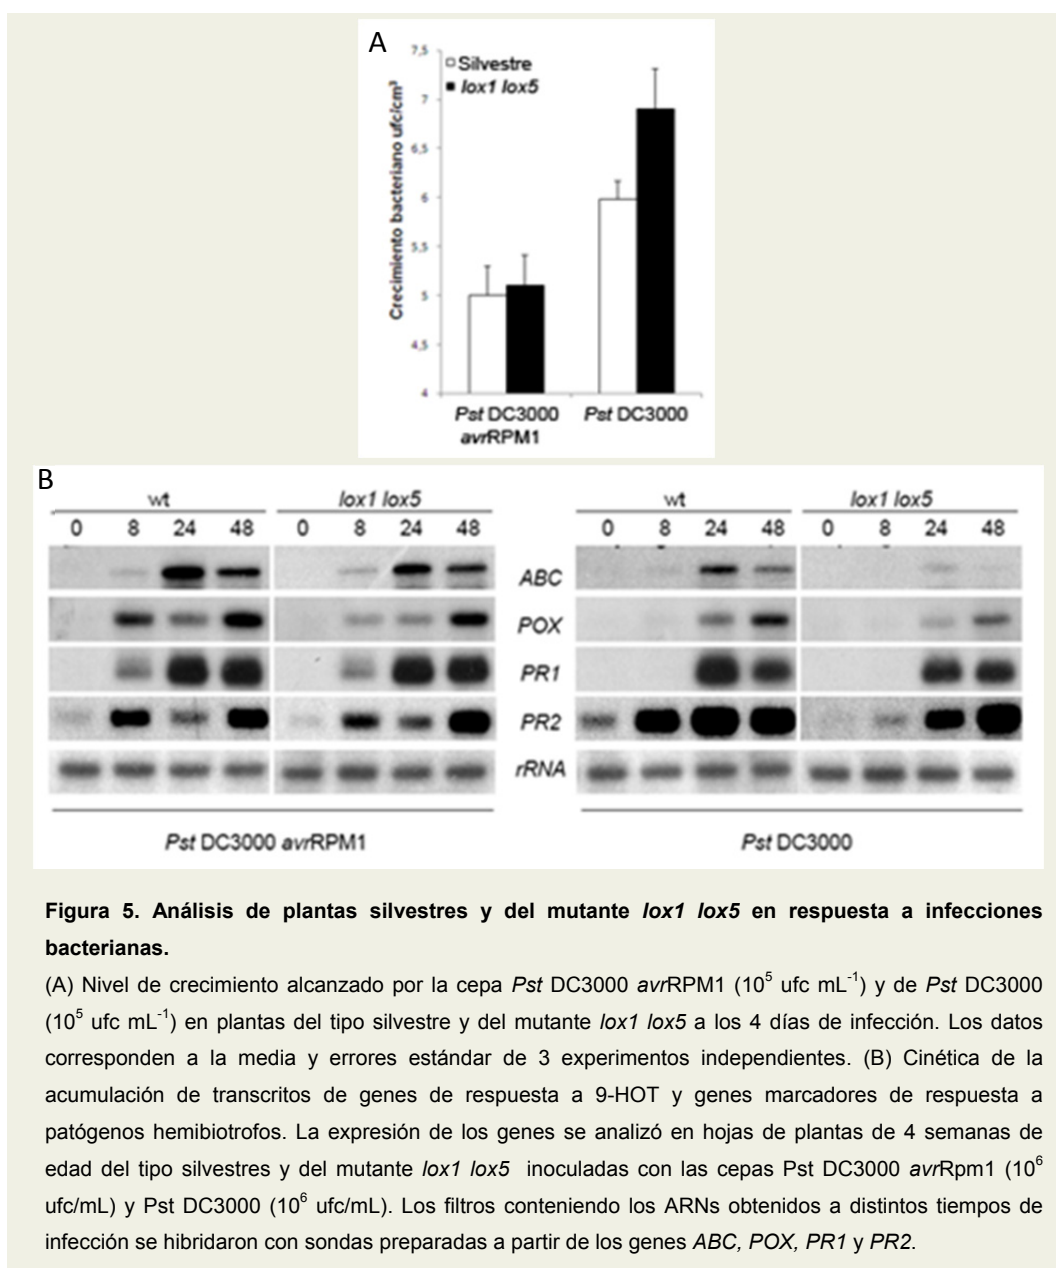 A
7,5
7
6,5
6
5,5
5
4,5
4
Crecimiento bacteriano ufc/cm³
Silvestre
lox1 lox5
Pst DC3000
avrRPM1
Pst DC3000
B
wt
lox1 lox5
wt
lox1 lox5
0 8 24 48 0 8 24 48 0 8 24 48 0 8 24 48
ABC
POX
PR1
PR2
rRNA
Pst DC3000 avrRPM1
Pst DC3000
Figura 5. Análisis de plantas silvestres y del mutante lox1 lox5 en respuesta a infecciones
bacterianas.
(A) Nivel de crecimiento alcanzado por la cepa Pst DC3000 avrRPM1 (10⁵ ufc mL⁻¹) y de Pst DC3000
(10⁵ ufc mL⁻¹) en plantas del tipo silvestre y del mutante lox1 lox5 a los 4 días de infección. Los datos
corresponden a la media y errores estándar de 3 experimentos independientes. (B) Cinética de la
acumulación de transcritos de genes de respuesta a 9-HOT y genes marcadores de respuesta a
patógenos hemibiotrofos. La expresión de los genes se analizó en hojas de plantas de 4 semanas de
edad del tipo silvestres y del mutante lox1 lox5 inoculadas con las cepas Pst DC3000 avrRpm1 (10⁶
ufc/mL) y Pst DC3000 (10⁶ ufc/mL). Los filtros conteniendo los ARNs obtenidos a distintos tiempos de
infección se hibridaron con sondas preparadas a partir de los genes ABC, POX, PR1 y PR2.